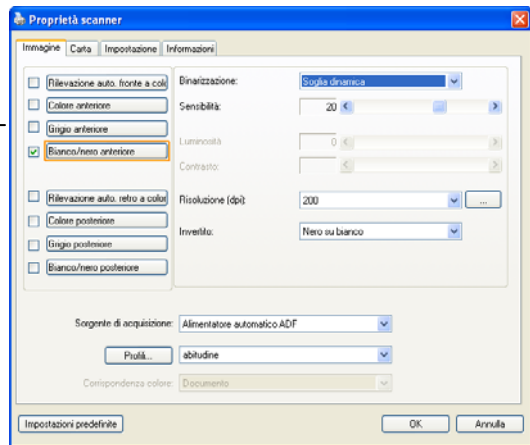 Proprietà scanner
Immagine Carta Impostazione Informazioni
Rilevazione auto. fronte a colo
Colore anteriore
Grigio anteriore
Bianco/nero anteriore
Rilevazione auto. retro a color
Colore posteriore
Grigio posteriore
Bianco/nero posteriore
Binarizzazione: Soglia dinamica
Sensibilità: 20
Luminosità 0
Contrasto:
Risoluzione (dpi): 200 ...
Invertito: Nero su bianco
Sorgente di acquisizione: Alimentatore automatico ADF
Profili... abitudine
Corrispondenza colore: Documento
Impostazioni predefinite OK Annulla